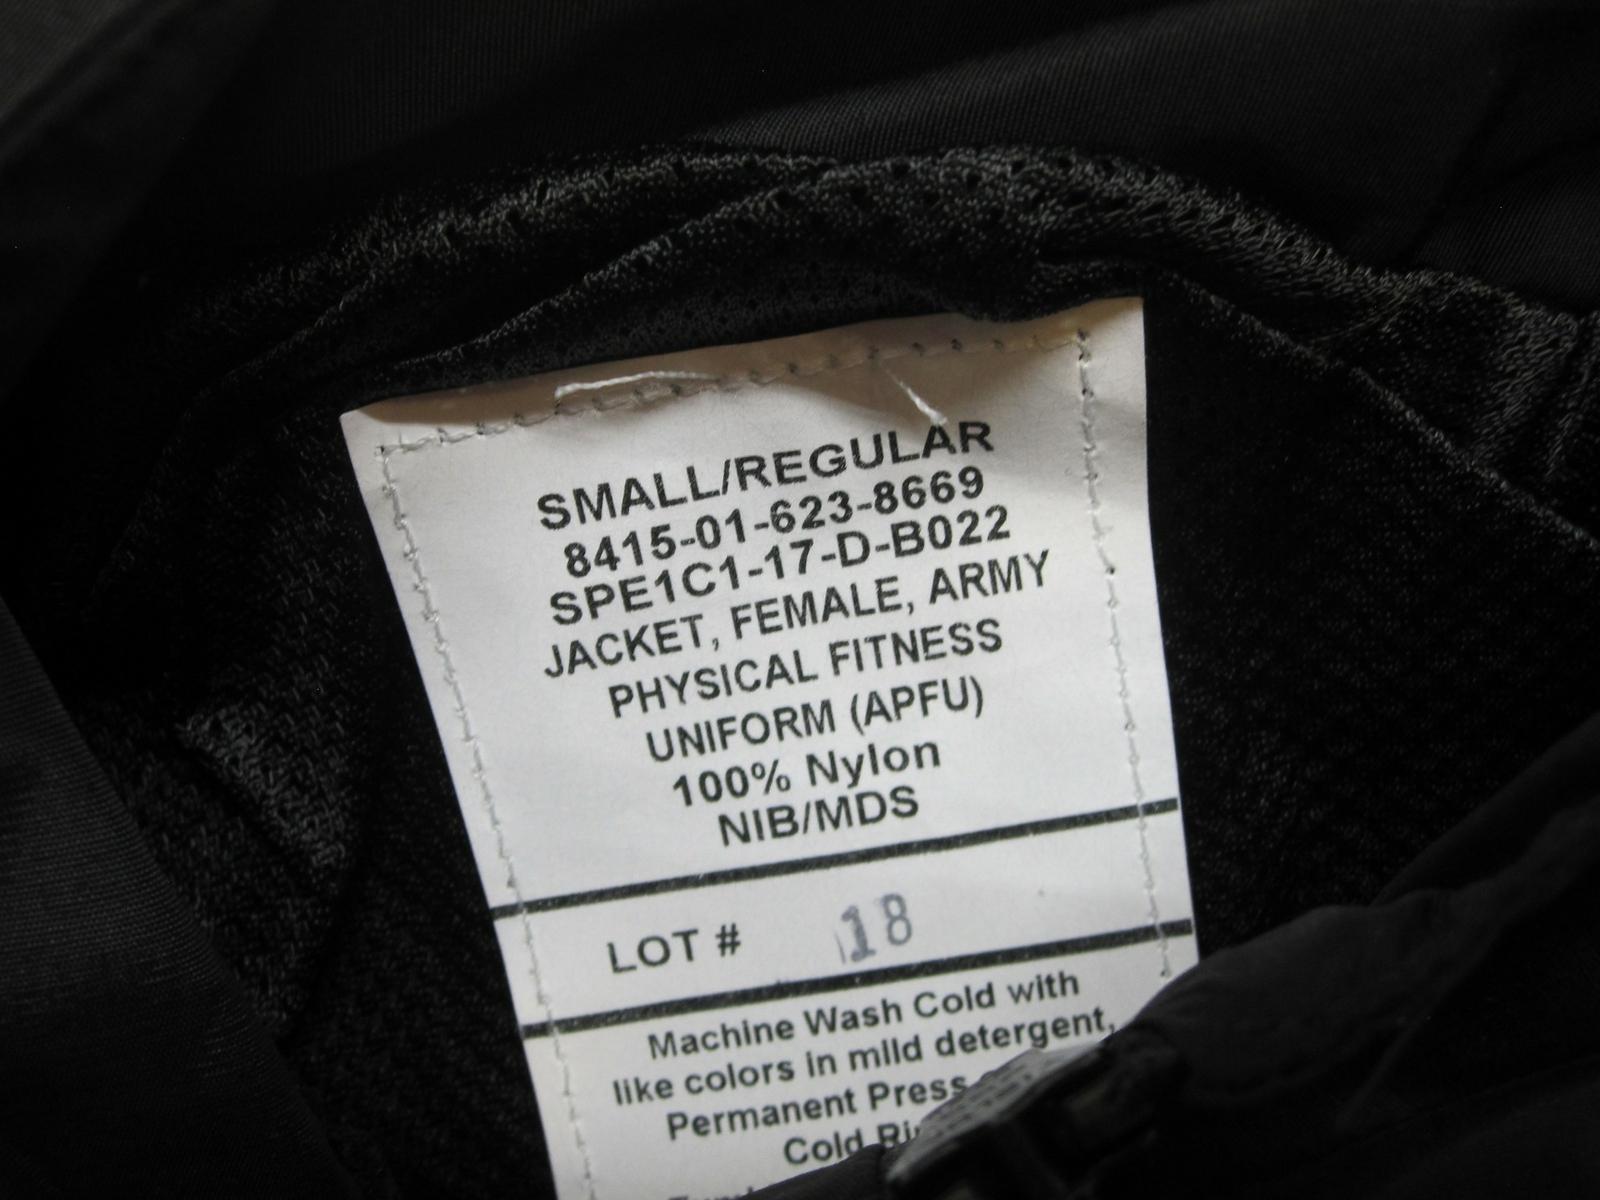 SMALL/REGULAR
8415-01-623-8669
SPE1C1-17-D-B022
JACKET, FEMALE, ARMY
PHYSICAL FITNESS
UNIFORM (APFU)
100% Nylon
NIB/MDS
LOT # 18
Machine Wash Cold with
like colors in mild detergent,
Permanent Press
Cold